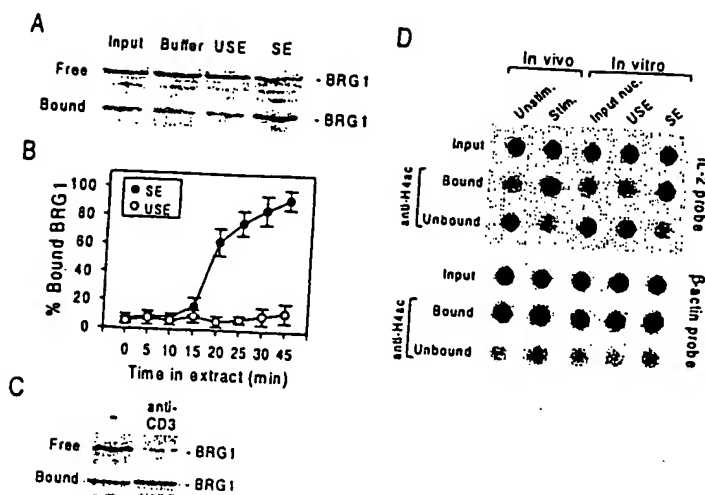 A
Input Buffer USE SE
Free - BRG1
Bound - BRG1
B
% Bound BRG1
100
80
60
40
20
0
SE
USE
0 5 10 15 20 25 30 45
Time in extract (min)
C
- anti-CD3
Free - BRG1
Bound - BRG1
D
In vivo In vitro
Unstim. Stim. Input nuc. USE SE
Input
anti-H4ac
Bound
Unbound
IL-2 probe
Input
anti-H4ac
Bound
Unbound
β-actin probe